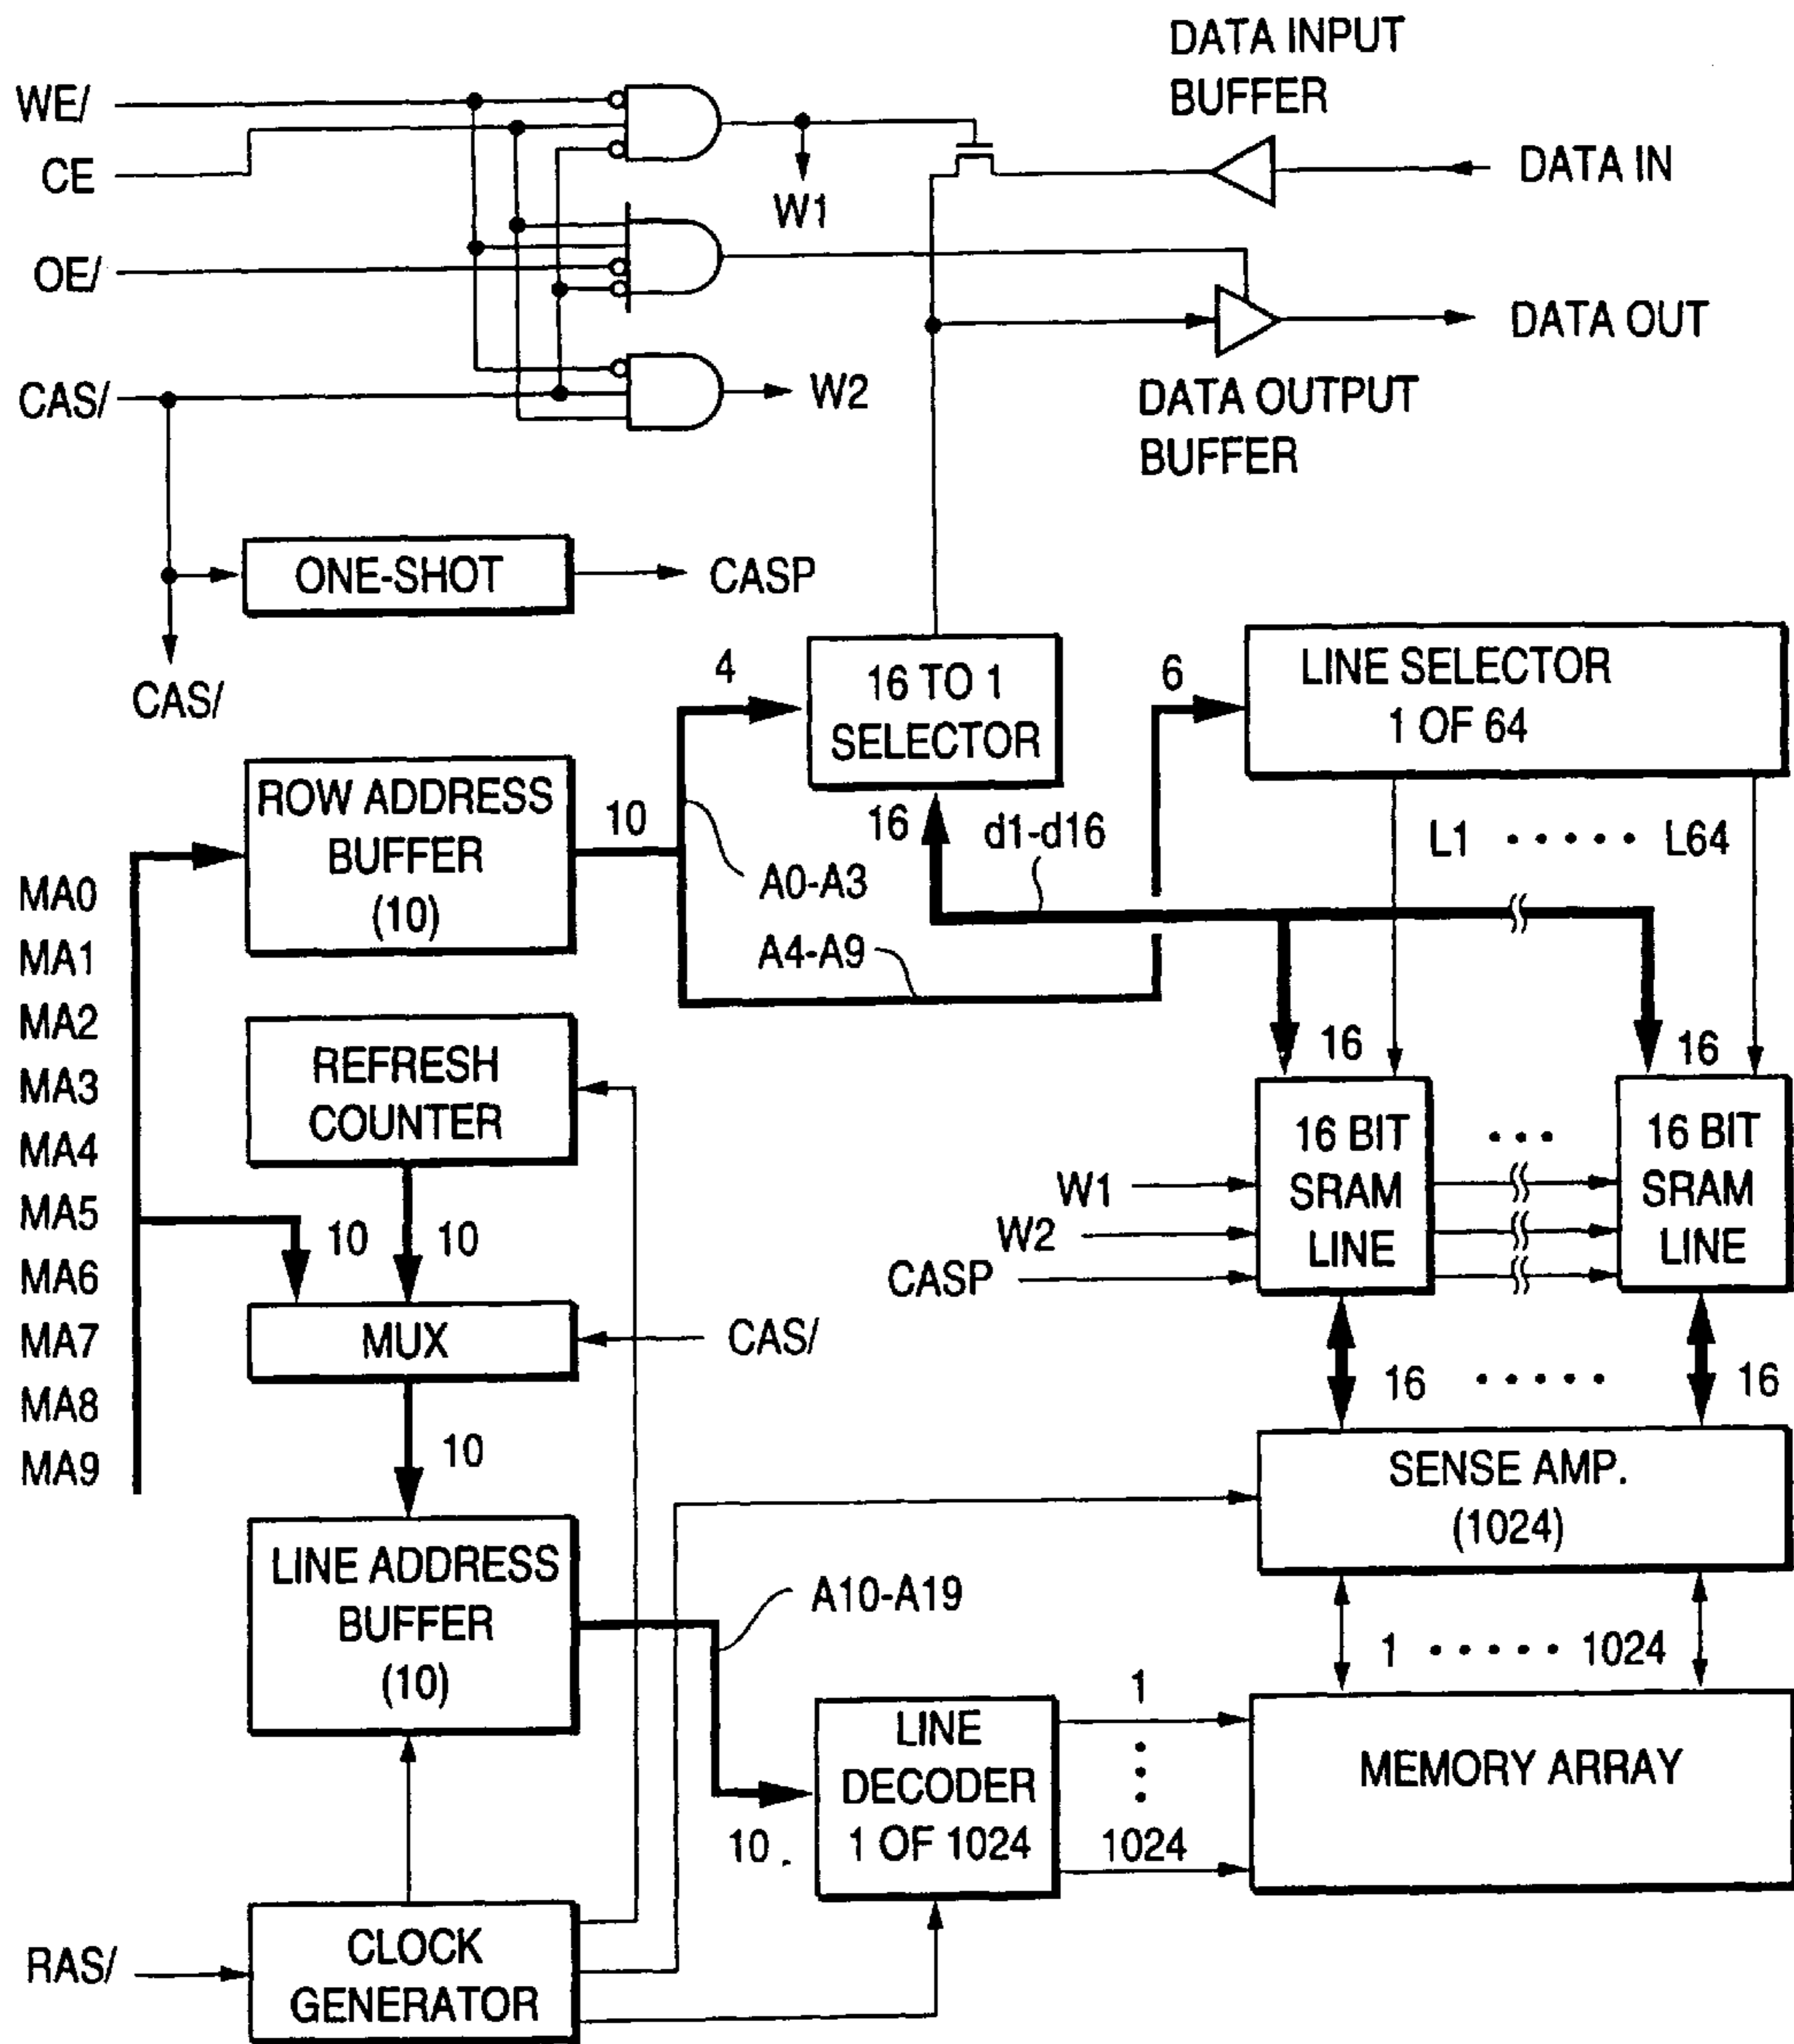 DATA INPUT
BUFFER
WE/
CE
DATA IN
W1
OE/
DATA OUT
CAS/
W2
DATA OUTPUT
BUFFER
ONE-SHOT
CASP
CAS/
4
16 TO 1
SELECTOR
6
LINE SELECTOR
1 OF 64
ROW ADDRESS
BUFFER
(10)
10
16
d1-d16
L1 • • • • • L64
A0-A3
A4-A9
MA0
MA1
MA2
MA3
MA4
MA5
MA6
MA7
MA8
MA9
REFRESH
COUNTER
16
16
16 BIT
SRAM
LINE
• • •
16 BIT
SRAM
LINE
W1
W2
CASP
10
10
MUX
CAS/
16 • • • • • 16
10
SENSE AMP.
(1024)
LINE ADDRESS
BUFFER
(10)
A10-A19
1 • • • • • 1024
10
LINE
DECODER
1 OF 1024
1
1024
MEMORY ARRAY
RAS/
CLOCK
GENERATOR